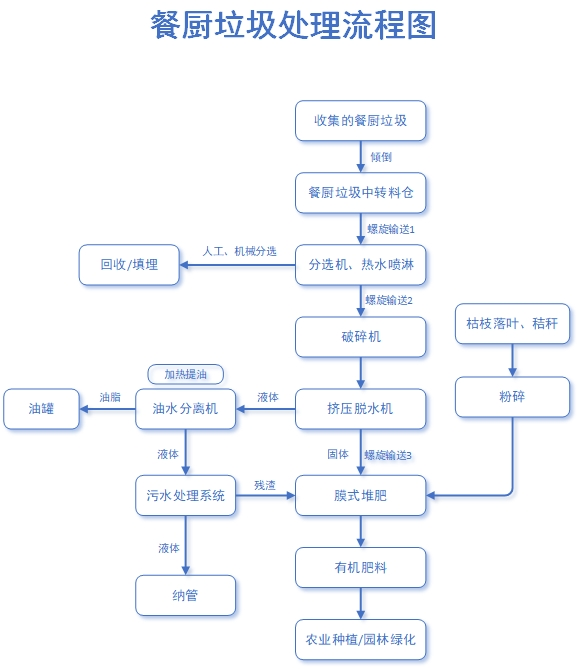 餐厨垃圾处理流程图
收集的餐厨垃圾
倾倒
餐厨垃圾中转料仓
螺旋输送1
人工、机械分选
回收/填埋
分选机、热水喷淋
螺旋输送2
枯枝落叶、秸秆
破碎机
加热提油
粉碎
油罐
油脂
油水分离机
液体
挤压脱水机
液体
固体
螺旋输送3
污水处理系统
残渣
膜式堆肥
液体
有机肥料
纳管
农业种植/园林绿化